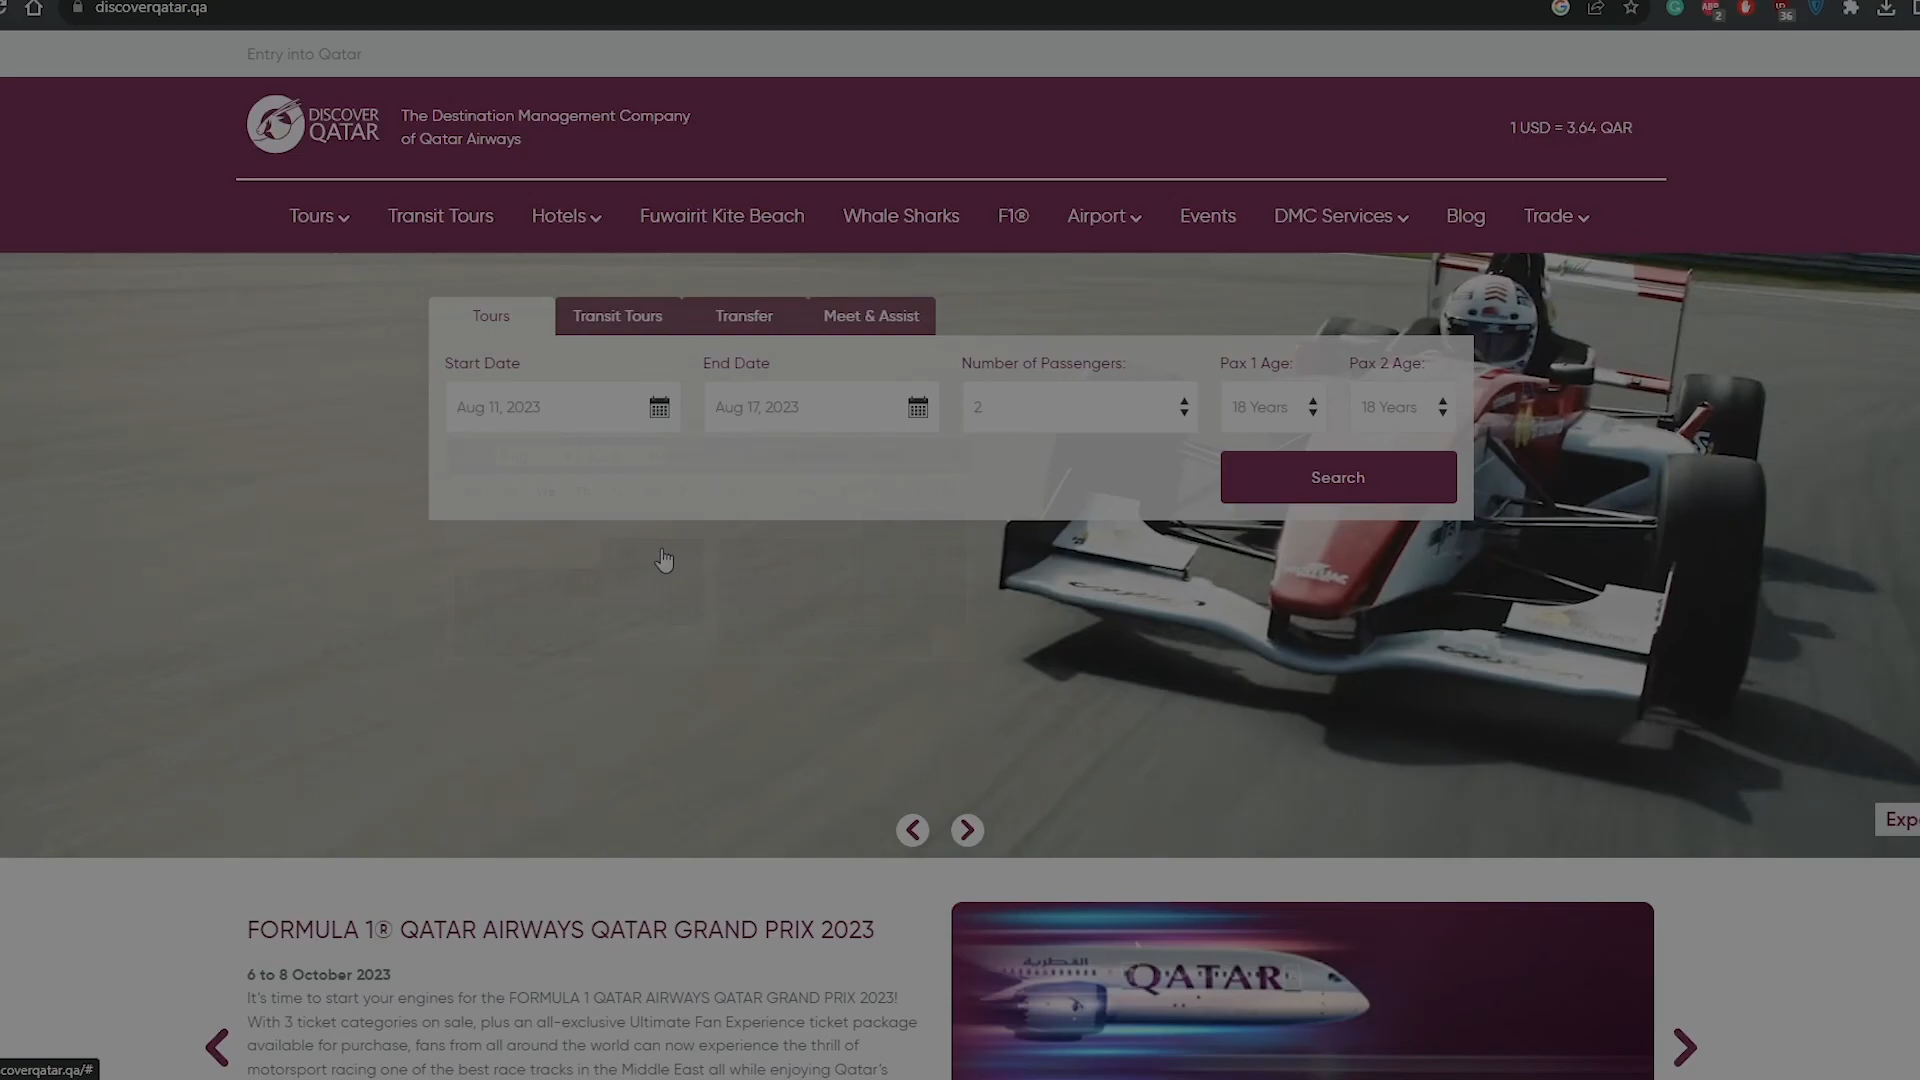 discoverqatar.qa
2
36
Entry into Qatar
DISCOVER
QATAR
The Destination Management Company
of Qatar Airways
1 USD = 3.64 QAR
Tours
Transit Tours
Hotels
Fuwairit Kite Beach
Whale Sharks
F1®
Airport
Events
DMC Services
Blog
Trade
Tours
Transit Tours
Transfer
Meet & Assist
Start Date
End Date
Number of Passengers:
Pax 1 Age:
Pax 2 Age:
Aug 11, 2023
Aug 17, 2023
2
18 Years
18 Years
Search
Expe
FORMULA 1® QATAR AIRWAYS QATAR GRAND PRIX 2023
6 to 8 October 2023
It's time to start your engines for the FORMULA 1 QATAR AIRWAYS QATAR GRAND PRIX 2023!
With 3 ticket categories on sale, plus an all-exclusive Ultimate Fan Experience ticket package
available for purchase, fans from all around the world can now experience the thrill of
motorsport racing one of the best race tracks in the Middle East all while enjoying Qatar's
القطرية
QATAR
coverqatar.qa/#